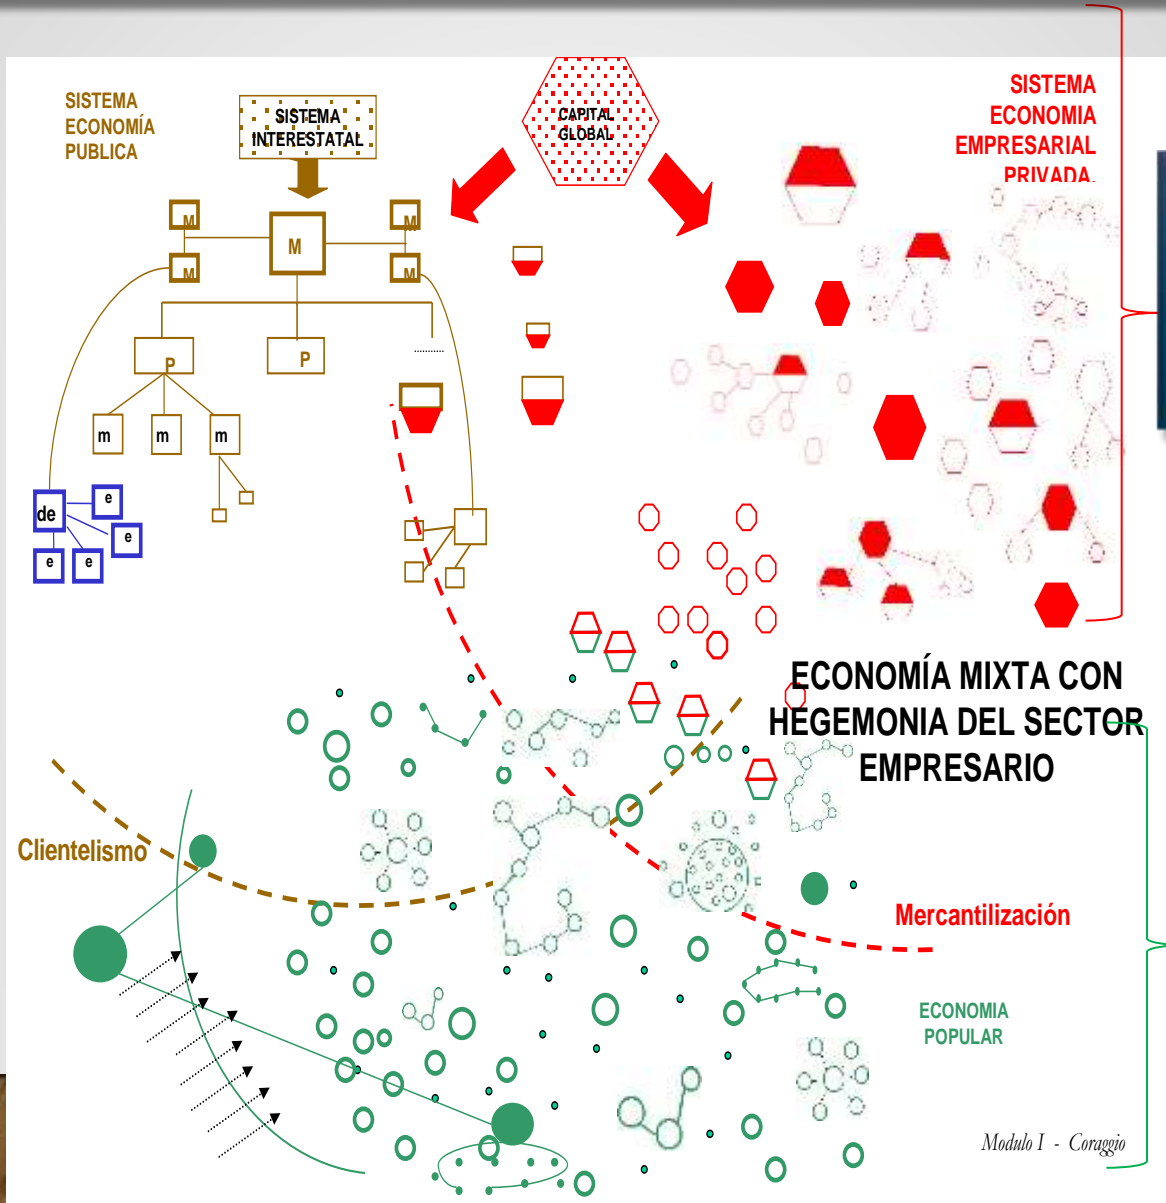 SISTEMA
ECONOMÍA
PUBLICA
SISTEMA
INTERESTATAL
CAPITAL
GLOBAL
SISTEMA
ECONOMIA
EMPRESARIAL
PRIVADA.
M
M
M
M
M
P
P
...........
m
m
m
de
e
e
e
e
ECONOMÍA MIXTA CON
HEGEMONIA DEL SECTOR
EMPRESARIO
Clientelismo
Mercantilización
ECONOMIA
POPULAR
Modulo I - Coraggio